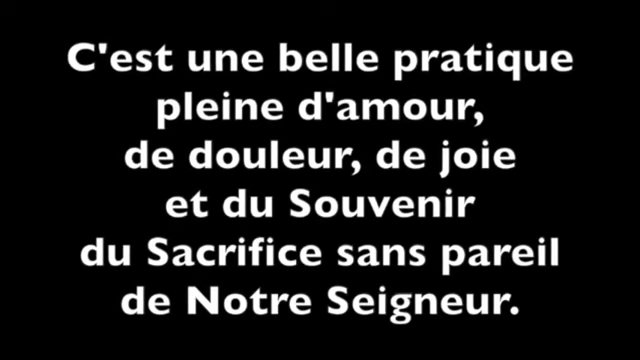 C'est une belle pratique
pleine d'amour,
de douleur, de joie
et du Souvenir
du Sacrifice sans pareil
de Notre Seigneur.